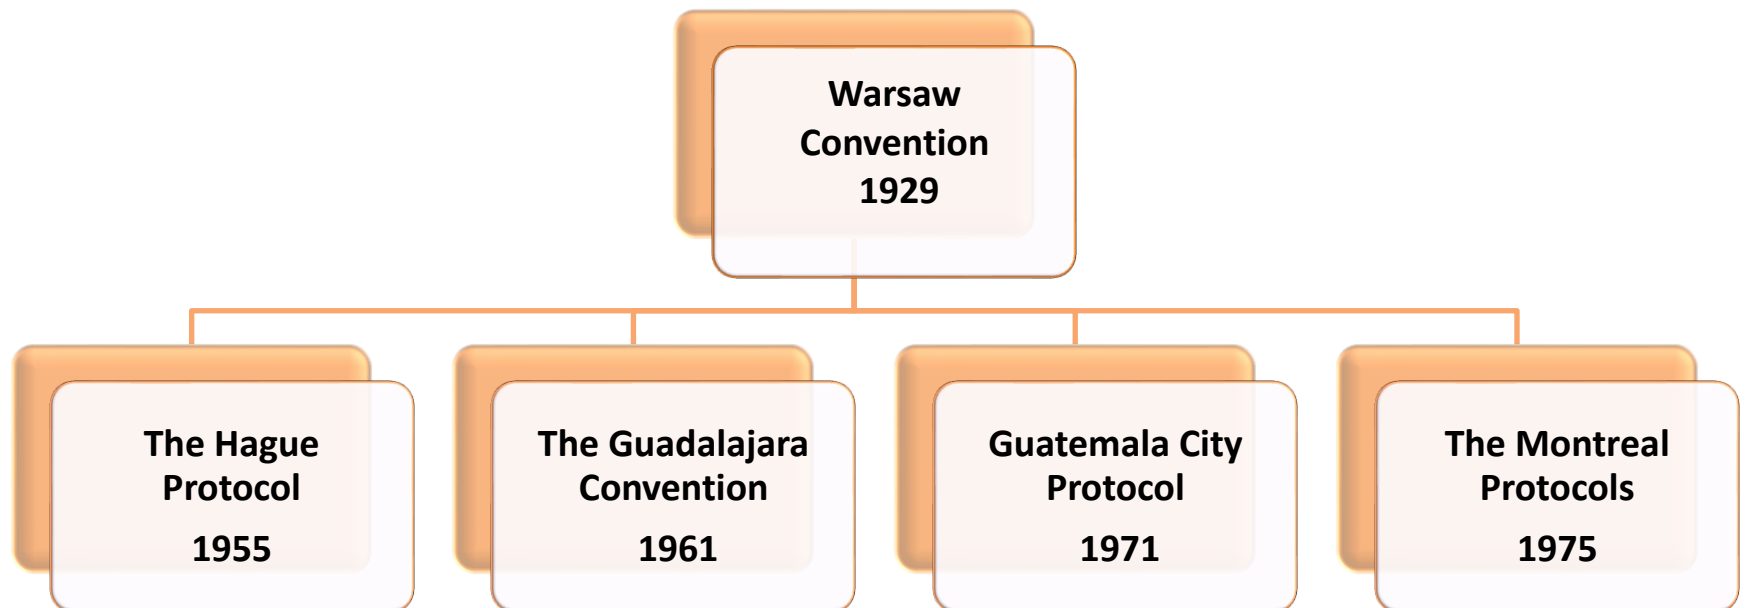 Warsaw
Convention
1929
The Hague
Protocol
1955
The Guadalajara
Convention
1961
Guatemala City
Protocol
1971
The Montreal
Protocols
1975